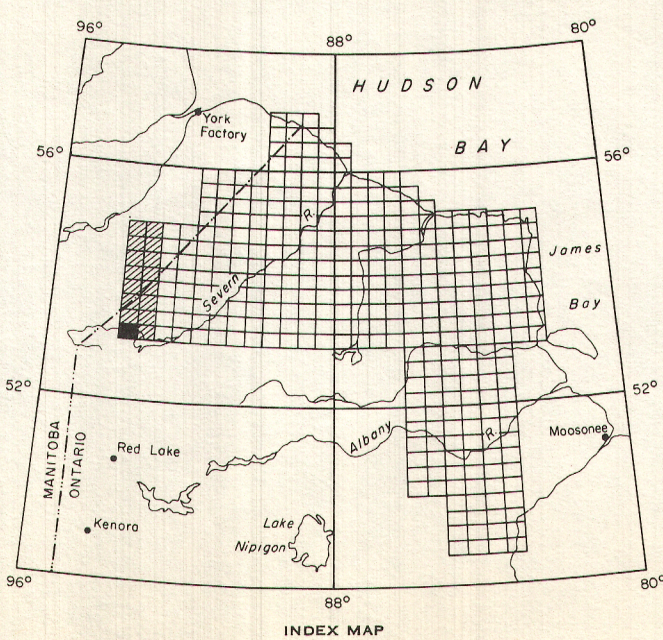 96°
88°
80°
HUDSON
BAY
York
Factory
56°
56°
R.
Severn
James
Bay
52°
52°
MANITOBA
ONTARIO
Red Lake
Albany
R.
Moosonee
Kenora
Lake
Nipigon
96°
88°
80°
INDEX MAP